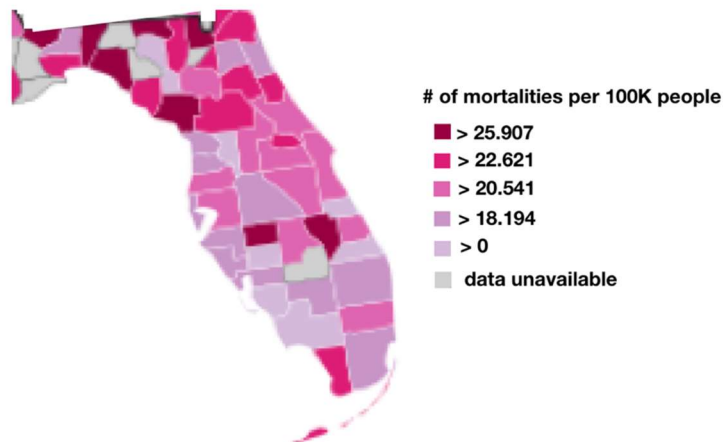 # of mortalities per 100K people
> 25.907
> 22.621
> 20.541
> 18.194
> 0
data unavailable